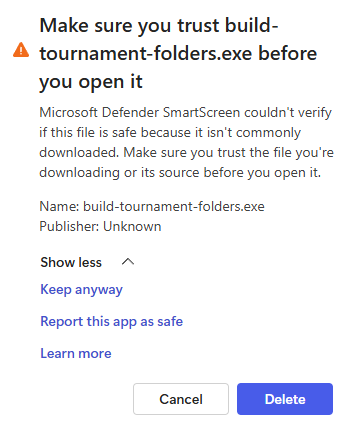 Make sure you trust build-
tournament-folders.exe before
you open it
Microsoft Defender SmartScreen couldn't verify
if this file is safe because it isn't commonly
downloaded. Make sure you trust the file you're
downloading or its source before you open it.
Name: build-tournament-folders.exe
Publisher: Unknown
Show less
Keep anyway
Report this app as safe
Learn more
Cancel
Delete